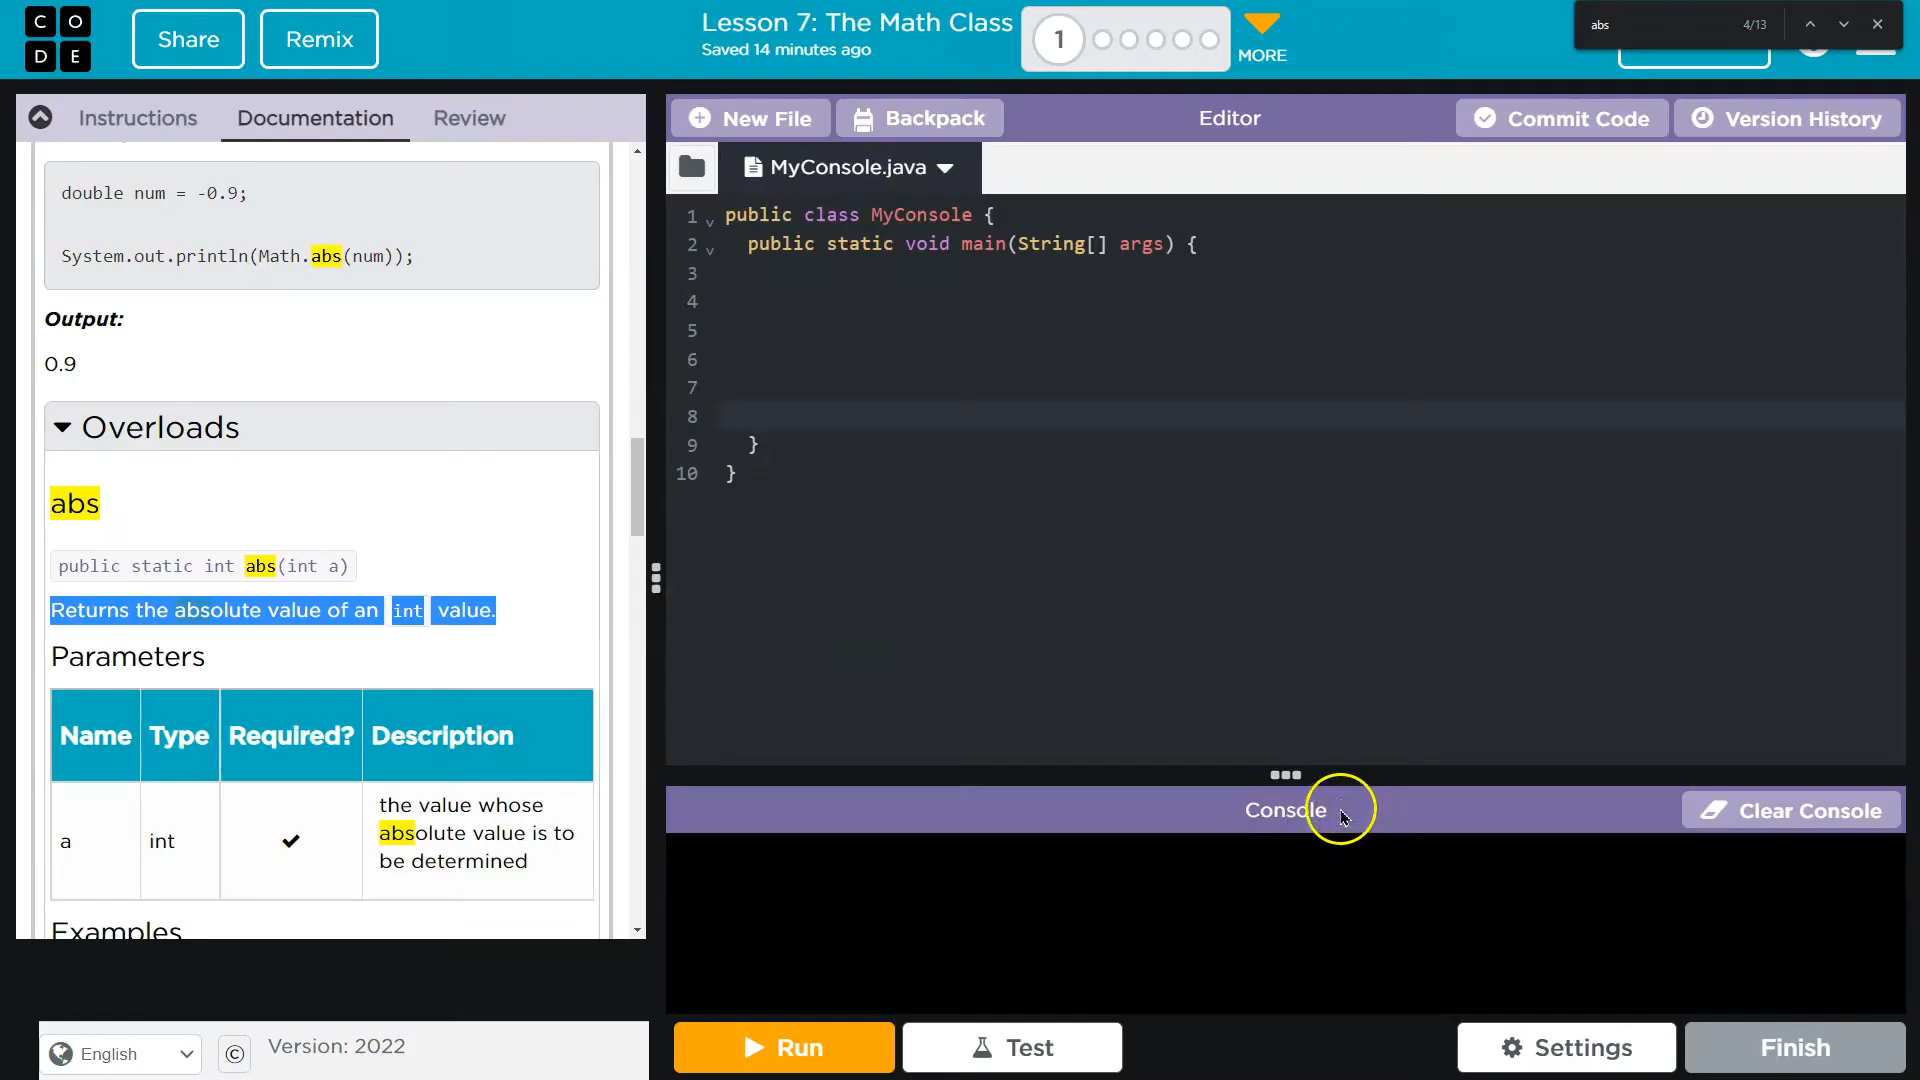 C O
D E
Share
Remix
Lesson 7: The Math Class
Saved 14 minutes ago
1
MORE
abs
4/13
Instructions
Documentation
Review
double num = -0.9;
System.out.println(Math.abs(num));
Output:
0.9
Overloads
abs
public static int abs(int a)
Returns the absolute value of an int value.
Parameters
Name Type Required? Description
a int the value whose
absolute value is to
be determined
Examples
English
©
Version: 2022
New File
Backpack
Editor
Commit Code
Version History
MyConsole.java
1 public class MyConsole {
2 public static void main(String[] args) {
3
4
5
6
7
8
9 }
10 }
Console
Clear Console
Run
Test
Settings
Finish